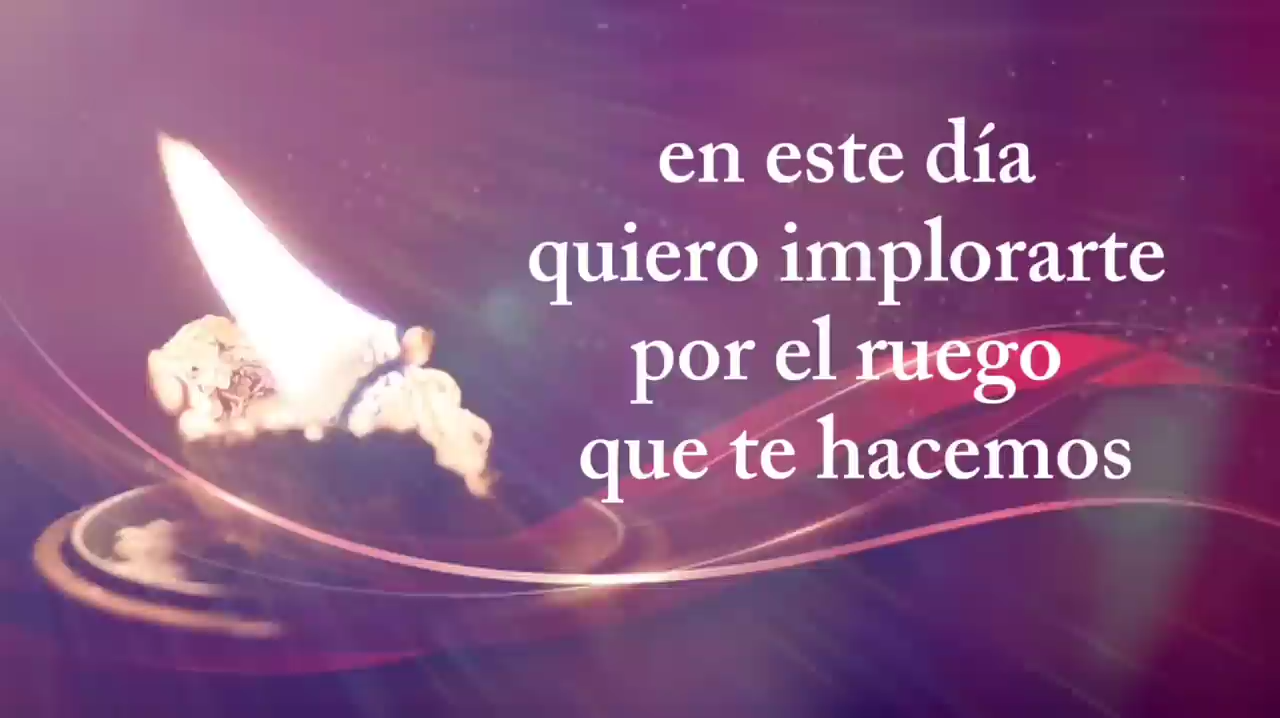 en este día
quiero implorarte
por el ruego
que te hacemos